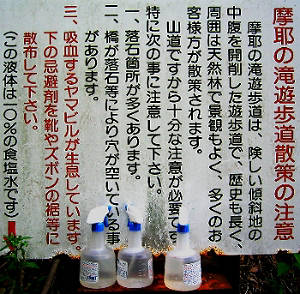 摩耶の滝遊歩道散策の注意
摩耶の滝遊歩道は、険しい傾斜地の
中腹を開削した遊歩道で、歴史も長く、
周囲は天然林で景観もよく、多くのお
客様方が散策されます。
山道ですから十分な注意が必要です
特に次の事に注意して下さい。
一、落石箇所が多くあります。
二、橋が落石等により穴が空いている事
があります。
三、吸血するヤマビルが生息しています。
下の忌避剤を靴やズボンの裾等に
散布して下さい。
(この液体は一〇%の食塩水です)